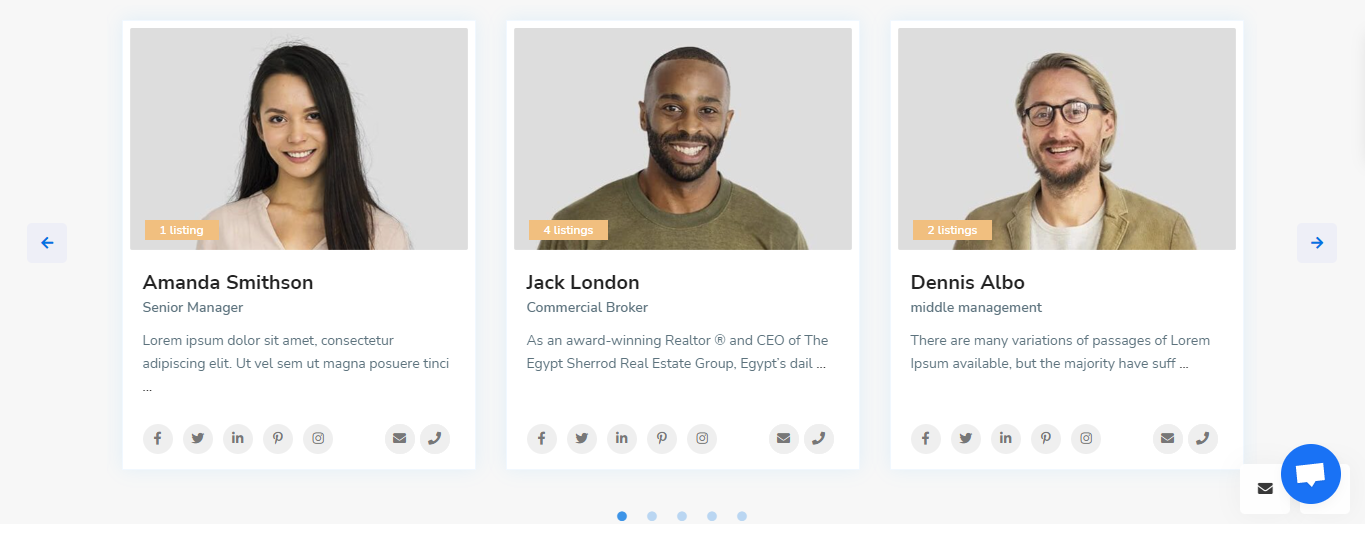 1 listing
Amanda Smithson
Senior Manager
Lorem ipsum dolor sit amet, consectetur
adipiscing elit. Ut vel sem ut magna posuere tinci
...
4 listings
Jack London
Commercial Broker
As an award-winning Realtor ® and CEO of The
Egypt Sherrod Real Estate Group, Egypt's dail ...
2 listings
Dennis Albo
middle management
There are many variations of passages of Lorem
Ipsum available, but the majority have suff ...